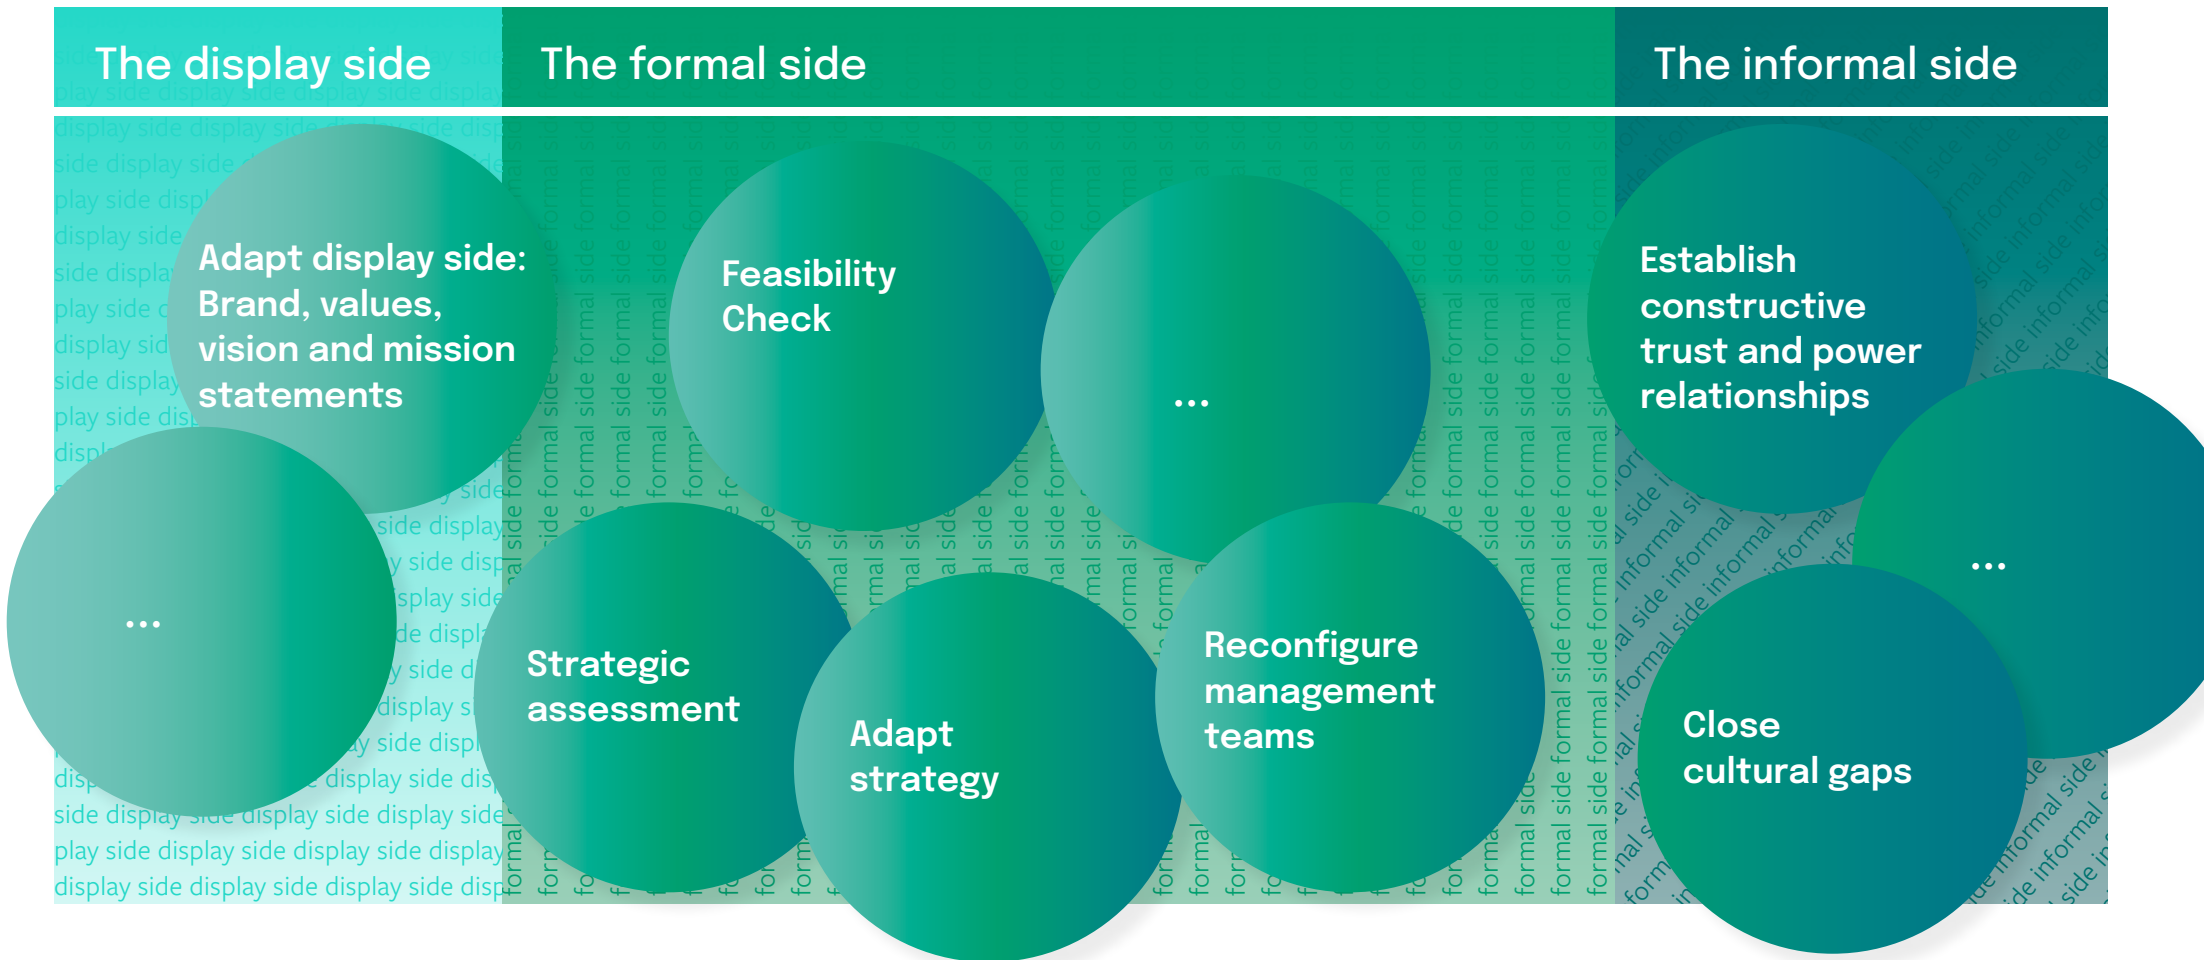 The display side
The formal side
The informal side
Adapt display side:
Brand, values,
vision and mission
statements
...
Feasibility
Check
...
Strategic
assessment
Adapt
strategy
Reconfigure
management
teams
Establish
constructive
trust and power
relationships
...
Close
cultural gaps